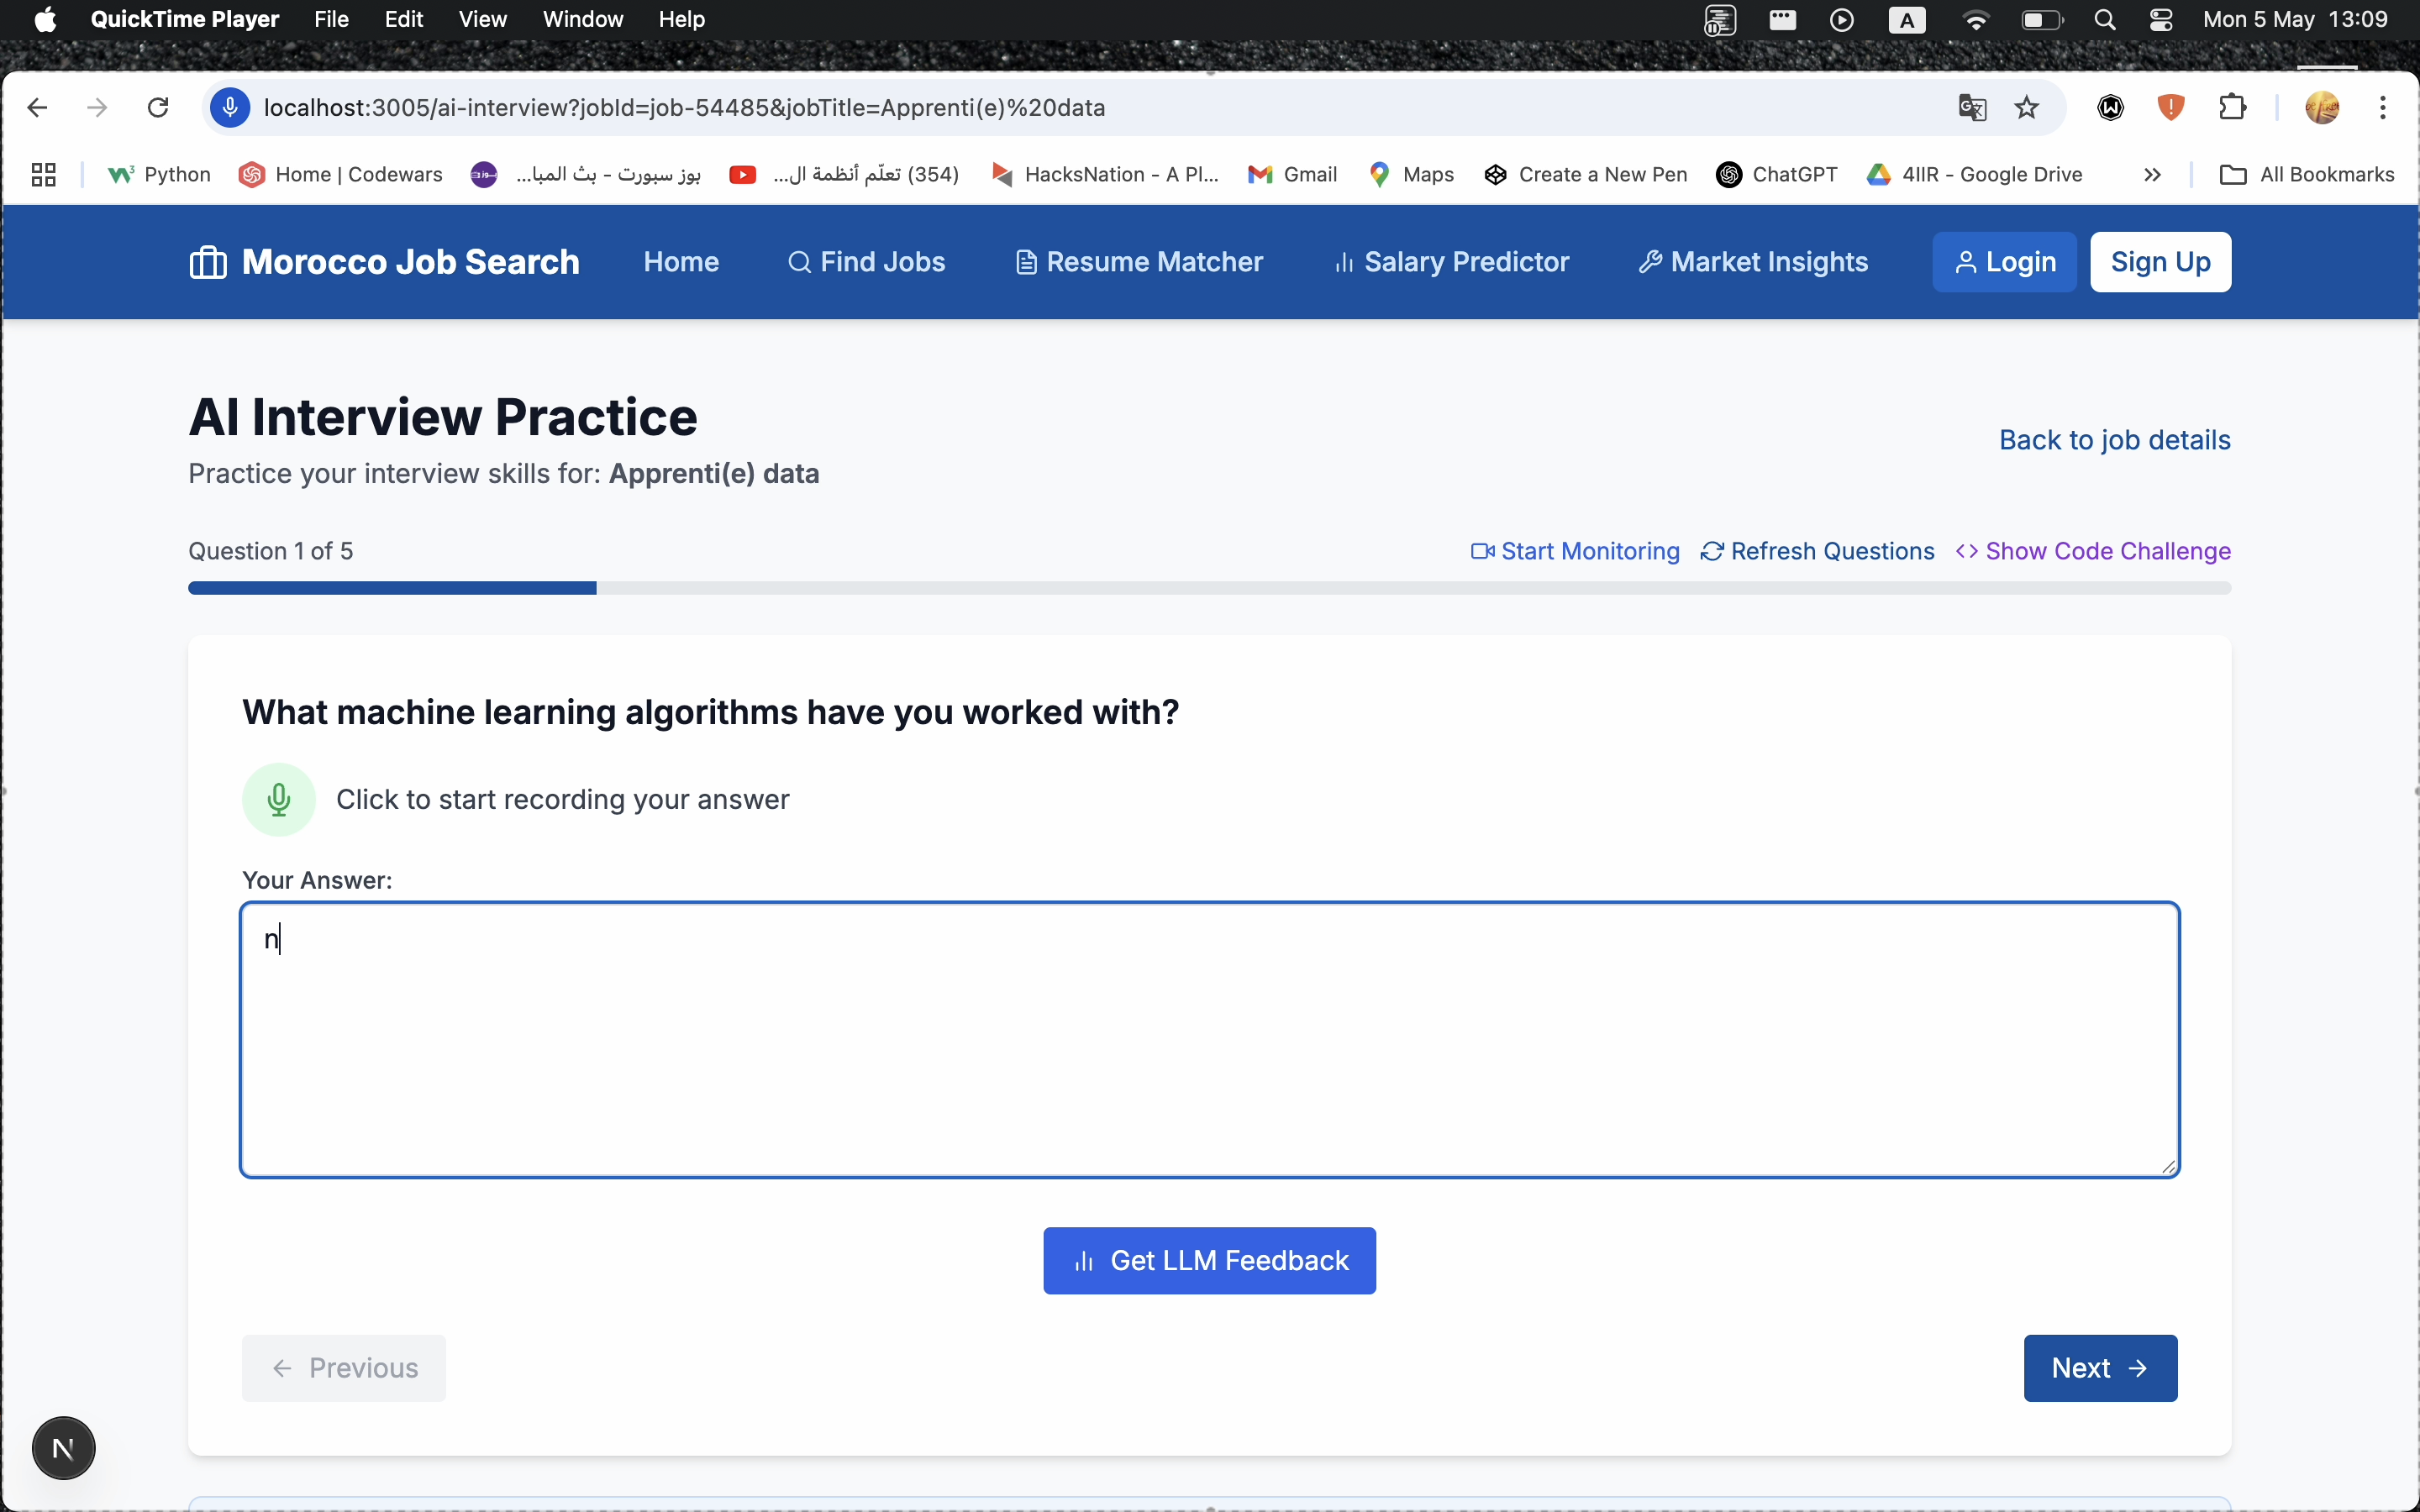 QuickTime Player File Edit View Window Help A Mon 5 May 13:09
localhost:3005/ai-interview?jobId=job-54485&jobTitle=Apprenti(e)%20data
Python Home | Codewars بوز سبورت - بث المبا... (354) تعلّم أنظمة ال... HacksNation - A Pl... Gmail Maps Create a New Pen ChatGPT 4IIR - Google Drive » All Bookmarks
Morocco Job Search Home Find Jobs Resume Matcher Salary Predictor Market Insights Login Sign Up
AI Interview Practice
Back to job details
Practice your interview skills for: Apprenti(e) data
Question 1 of 5 Start Monitoring Refresh Questions <> Show Code Challenge
What machine learning algorithms have you worked with?
Click to start recording your answer
Your Answer:
n
Get LLM Feedback
← Previous Next →
N